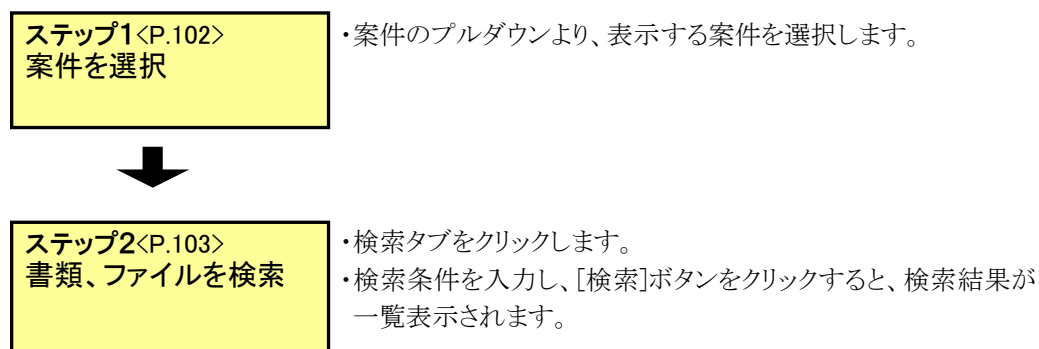 ステップ1<P.102>
案件を選択
・案件のプルダウンより、表示する案件を選択します。
ステップ2<P.103>
書類、ファイルを検索
・検索タブをクリックします。
・検索条件を入力し、[検索]ボタンをクリックすると、検索結果が
一覧表示されます。